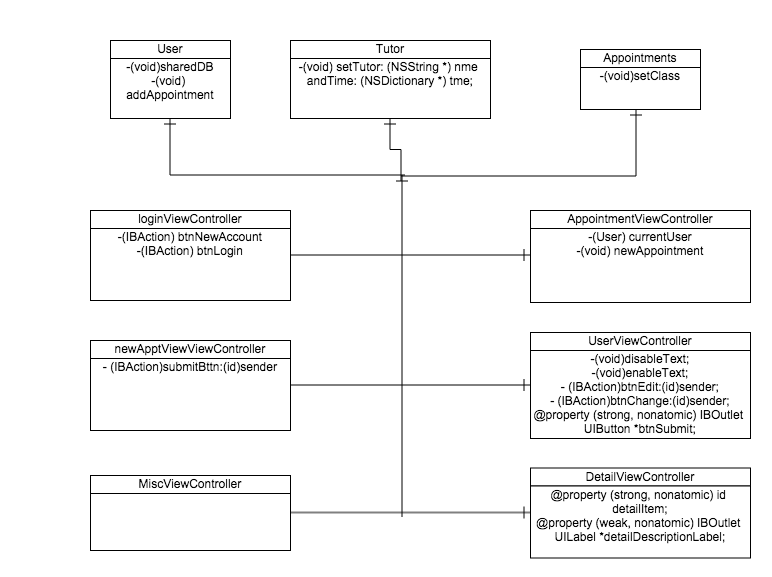 User
-(void)sharedDB
-(void)
addAppointment
Tutor
-(void) setTutor: (NSString *) nme
andTime: (NSDictionary *) tme;
Appointments
-(void)setClass
loginViewController
-(IBAction) btnNewAccount
-(IBAction) btnLogin
AppointmentViewController
-(User) currentUser
-(void) newAppointment
newApptViewViewController
- (IBAction)submitBttn:(id)sender
UserViewController
-(void)disableText;
-(void)enableText;
- (IBAction)btnEdit:(id)sender;
- (IBAction)btnChange:(id)sender;
@property (strong, nonatomic) IBOutlet
UIButton *btnSubmit;
MiscViewController
DetailViewController
@property (strong, nonatomic) id
detailItem;
@property (weak, nonatomic) IBOutlet
UILabel *detailDescriptionLabel;